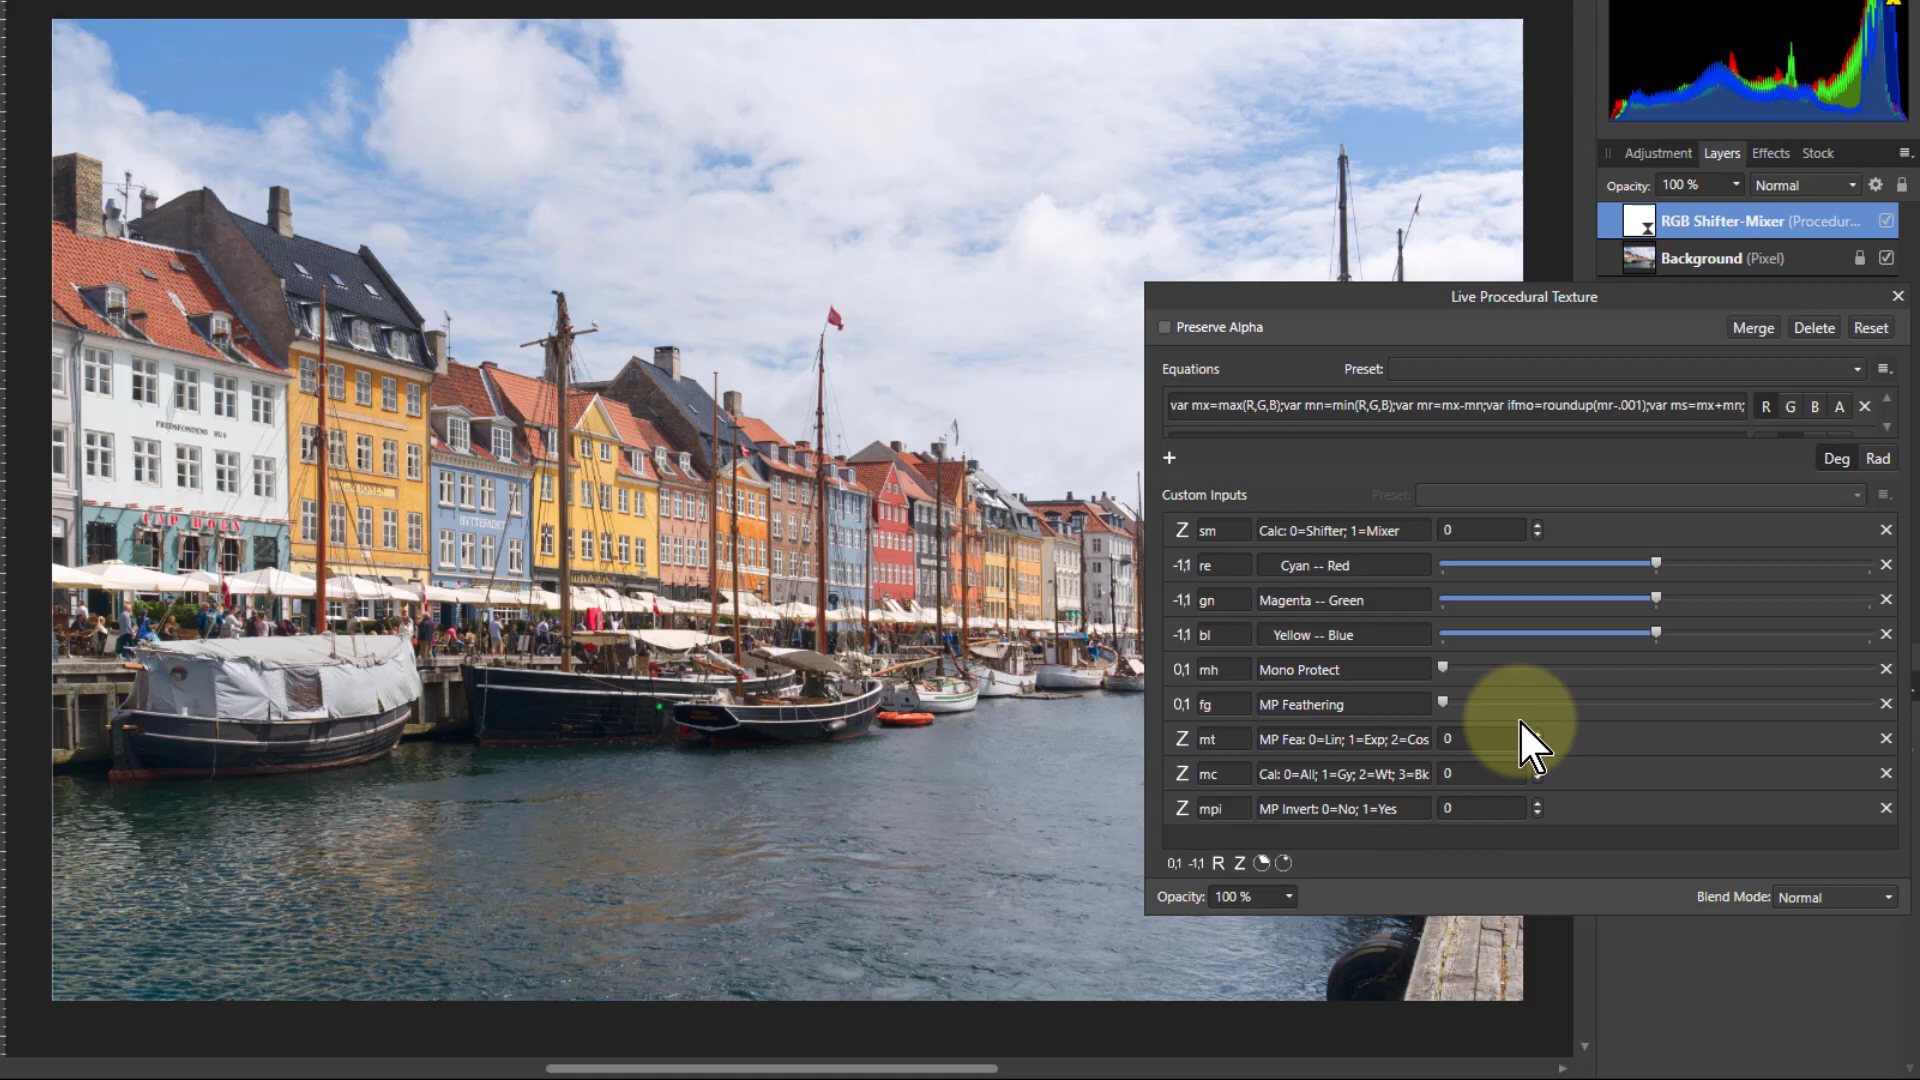 Adjustment Layers Effects Stock
Opacity: 100 % Normal
RGB Shifter-Mixer (Procedur...
Background (Pixel)
Live Procedural Texture
Preserve Alpha Merge Delete Reset
Equations Preset:
var mx=max(R,G,B);var mn=min(R,G,B);var mr=mx-mn;var ifmo=roundup(mr-.001);var ms=mx+mn; R G B A
Deg Rad
Custom Inputs Preset:
Z sm Calc: 0=Shifter; 1=Mixer 0
-1,1 re Cyan -- Red
-1,1 gn Magenta -- Green
-1,1 bl Yellow -- Blue
0,1 mh Mono Protect
0,1 fg MP Feathering
Z mt MP Fea: 0=Lin; 1=Exp; 2=Cos 0
Z mc Cal: 0=All; 1=Gy; 2=Wt; 3=Bk 0
Z mpi MP Invert: 0=No; 1=Yes 0
0,1 -1,1 R Z
Opacity: 100 % Blend Mode: Normal
HYTTEFADET
CAP HORN